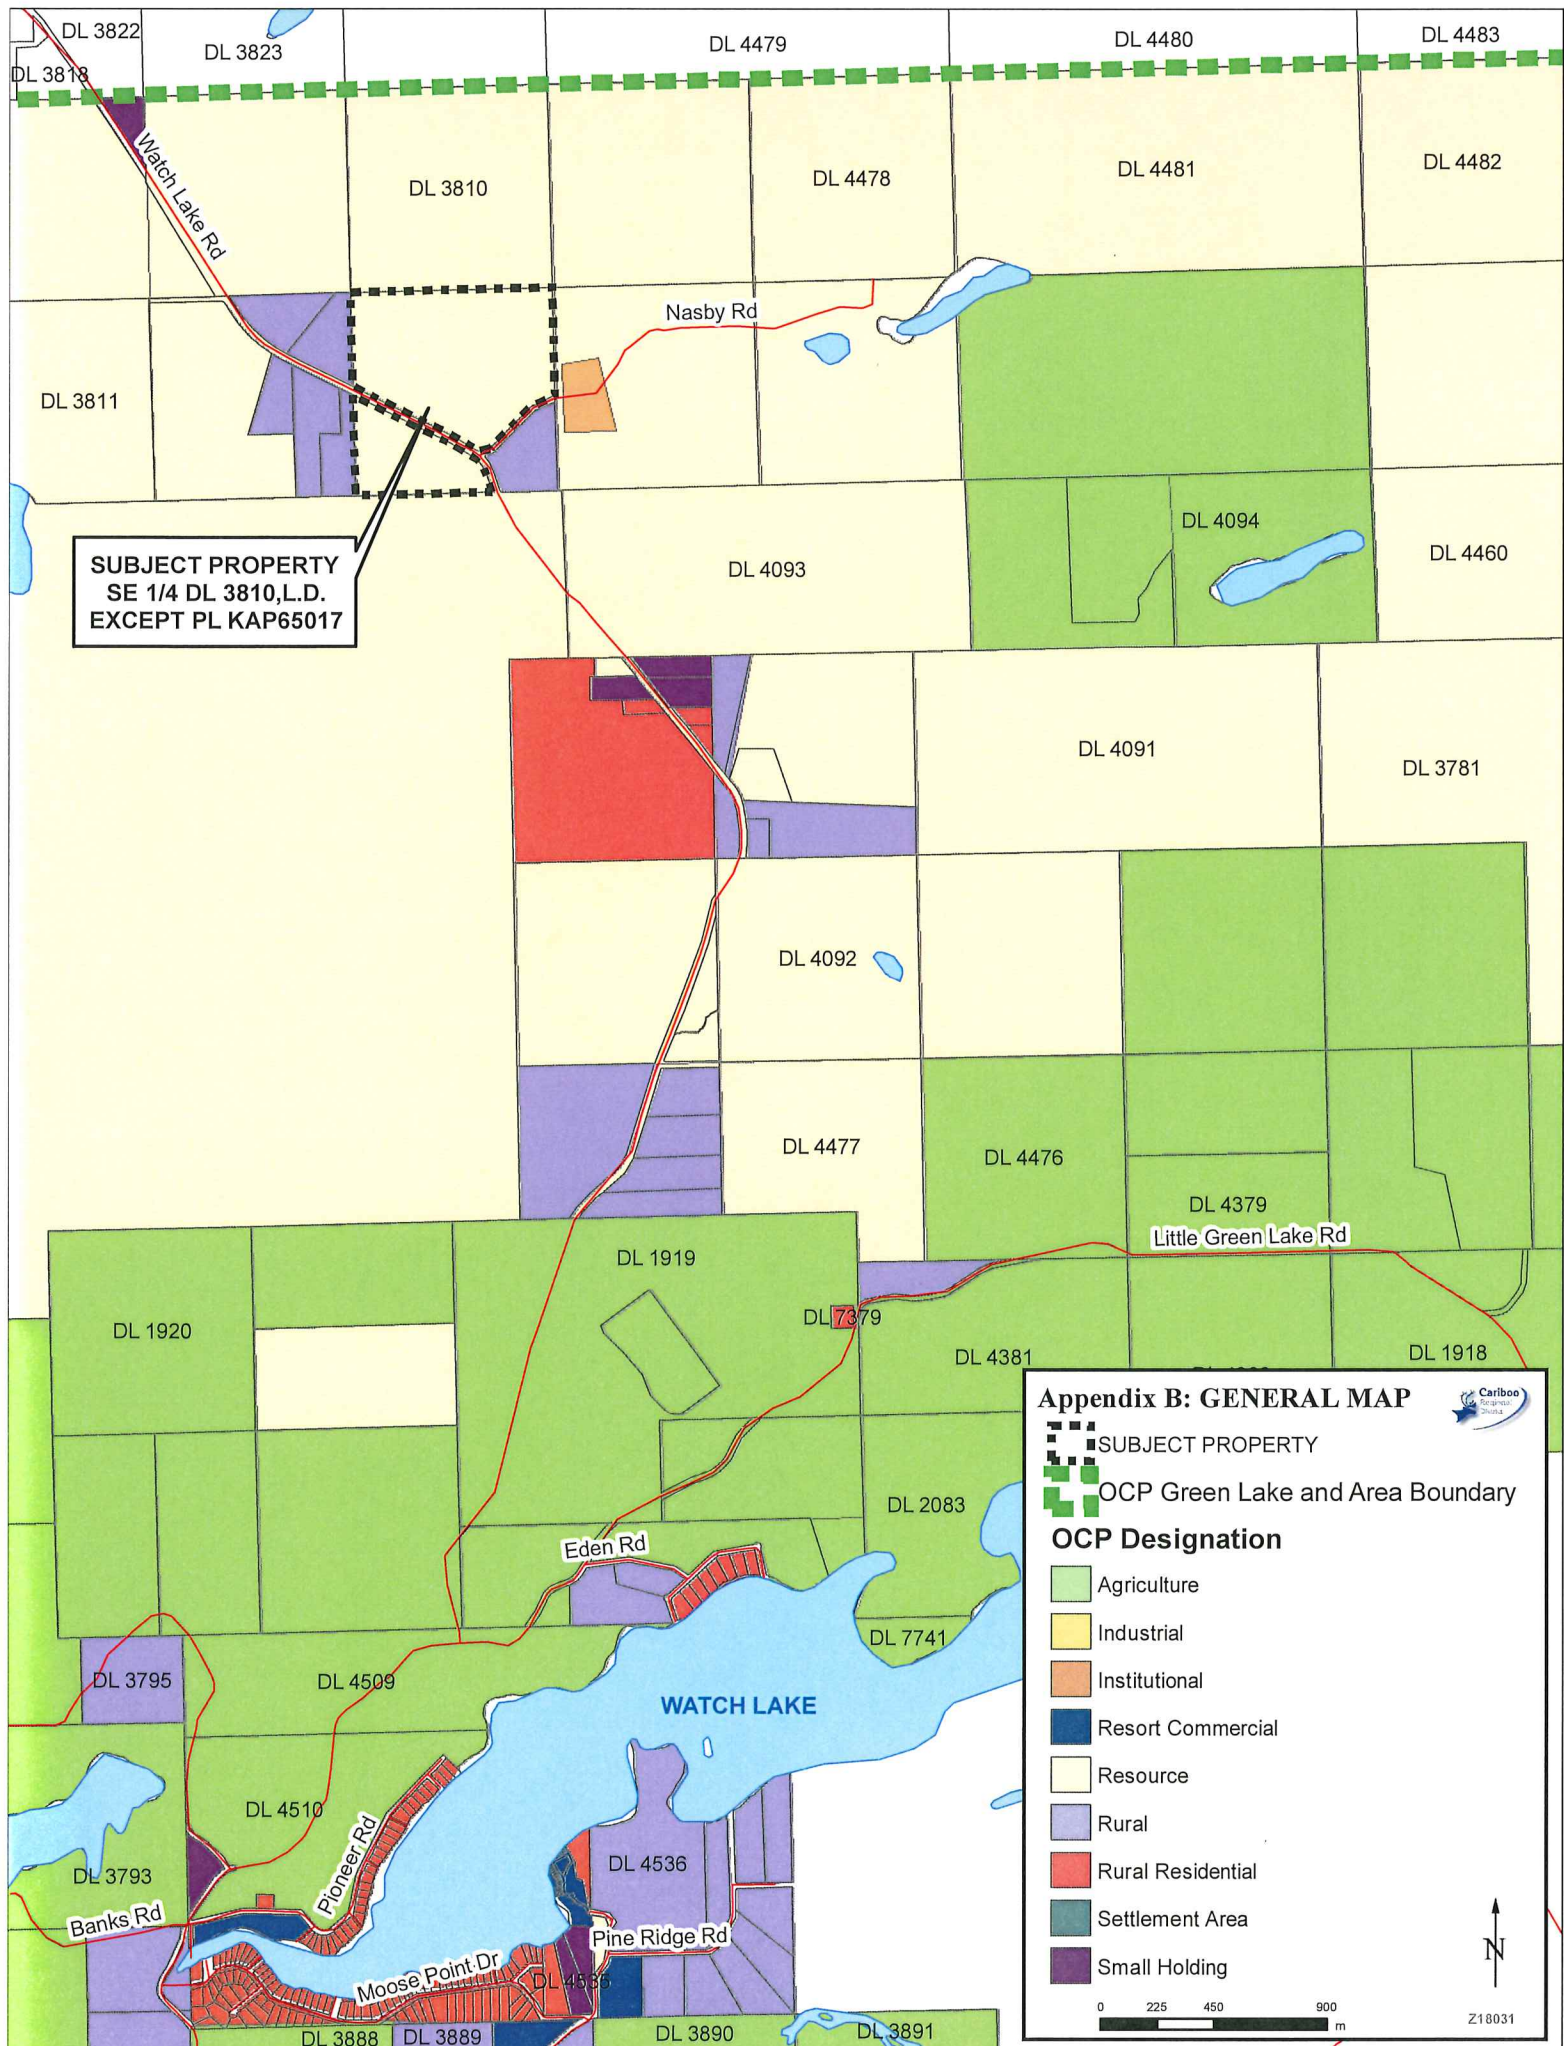 DL 3822
DL 3823
DL 4479
DL 4480
DL 4483
DL 3818
Watch Lake Rd
DL 3810
DL 4478
DL 4481
DL 4482
Nasby Rd
DL 3811
DL 4094
SUBJECT PROPERTY
SE 1/4 DL 3810,L.D.
EXCEPT PL KAP65017
DL 4093
DL 4460
DL 4091
DL 3781
DL 4092
DL 4477
DL 4476
DL 4379
Little Green Lake Rd
DL 1919
DL 7379
DL 1920
DL 4381
DL 1918
DL 2083
Eden Rd
DL 7741
DL 3795
DL 4509
WATCH LAKE
DL 4510
Pioneer Rd
DL 4536
DL 3793
Banks Rd
Pine Ridge Rd
Moose Point Dr
DL 4535
DL 3888
DL 3889
DL 3890
DL 3891
Appendix B: GENERAL MAP
Cariboo
Regional
District
SUBJECT PROPERTY
OCP Green Lake and Area Boundary
OCP Designation
Agriculture
Industrial
Institutional
Resort Commercial
Resource
Rural
Rural Residential
Settlement Area
Small Holding
N
0 225 450 900
m
Z18031